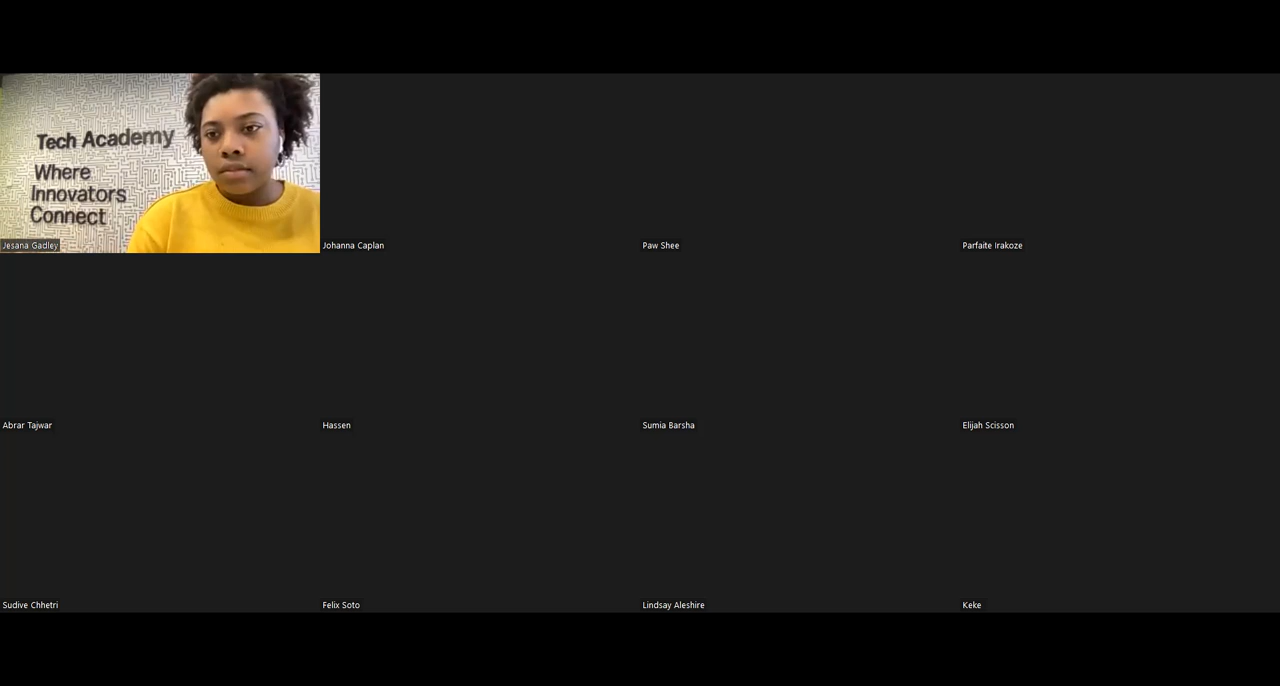 Tech Academy
Where
Innovators
Connect
Jesana Gadley
Johanna Caplan
Paw Shee
Parfaite Irakoze
Abrar Tajwar
Hassen
Sumia Barsha
Elijah Scisson
Sudive Chhetri
Felix Soto
Lindsay Aleshire
Keke